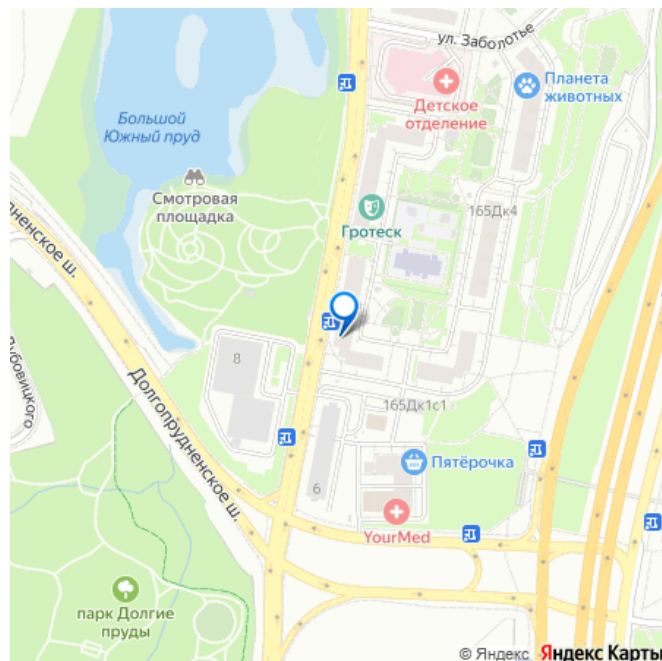 ул. Заболотье
Планета
животных
Детское
отделение
Большой
Южный пруд
Смотровая
площадка
165Дк4
Гротеск
8
165Дк1с1
Долгопрудненское ш.
Пятёрочка
6
YourMed
парк Долгие
пруды
© Яндекс Яндекс Карты